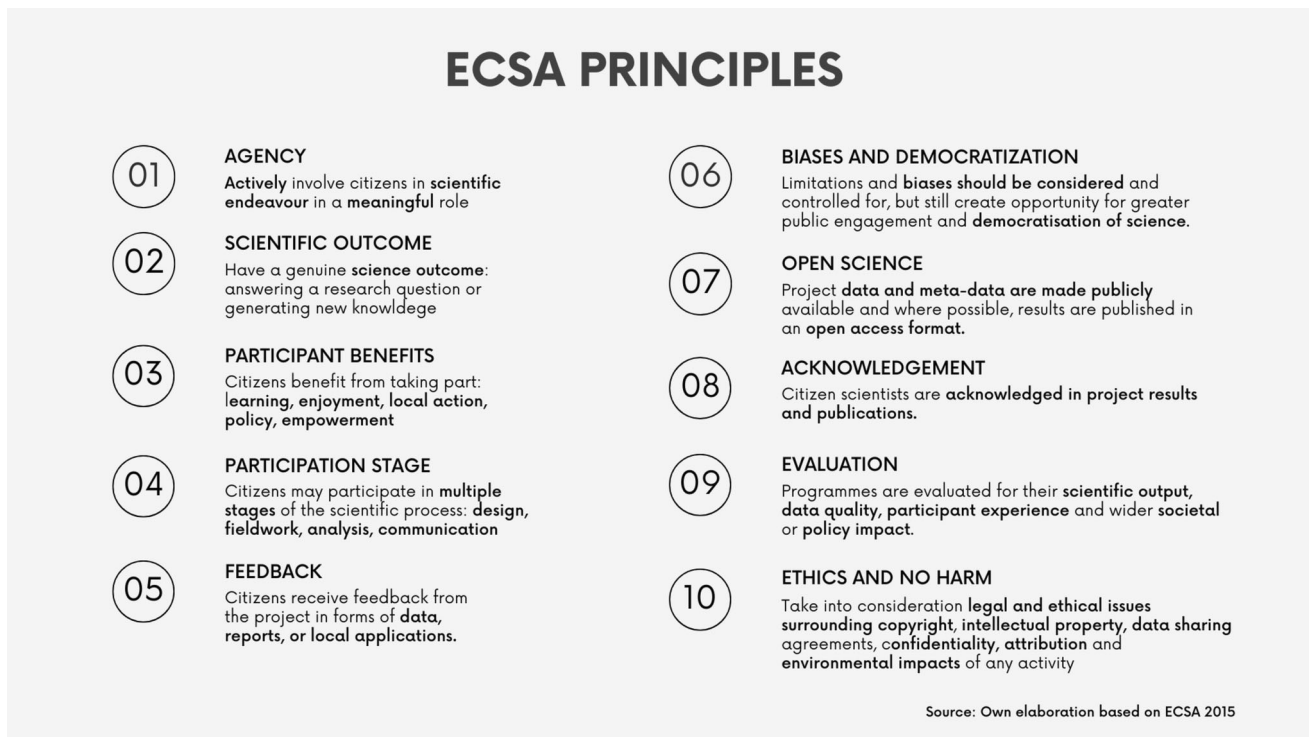 ECSA PRINCIPLES
01
AGENCY
Actively involve citizens in scientific
endeavour in a meaningful role
02
SCIENTIFIC OUTCOME
Have a genuine science outcome:
answering a research question or
generating new knowldege
03
PARTICIPANT BENEFITS
Citizens benefit from taking part:
learning, enjoyment, local action,
policy, empowerment
04
PARTICIPATION STAGE
Citizens may participate in multiple
stages of the scientific process: design,
fieldwork, analysis, communication
05
FEEDBACK
Citizens receive feedback from
the project in forms of data,
reports, or local applications.
06
BIASES AND DEMOCRATIZATION
Limitations and biases should be considered and
controlled for, but still create opportunity for greater
public engagement and democratisation of science.
07
OPEN SCIENCE
Project data and meta-data are made publicly
available and where possible, results are published in
an open access format.
08
ACKNOWLEDGEMENT
Citizen scientists are acknowledged in project results
and publications.
09
EVALUATION
Programmes are evaluated for their scientific output,
data quality, participant experience and wider societal
or policy impact.
10
ETHICS AND NO HARM
Take into consideration legal and ethical issues
surrounding copyright, intellectual property, data sharing
agreements, confidentiality, attribution and
environmental impacts of any activity
Source: Own elaboration based on ECSA 2015